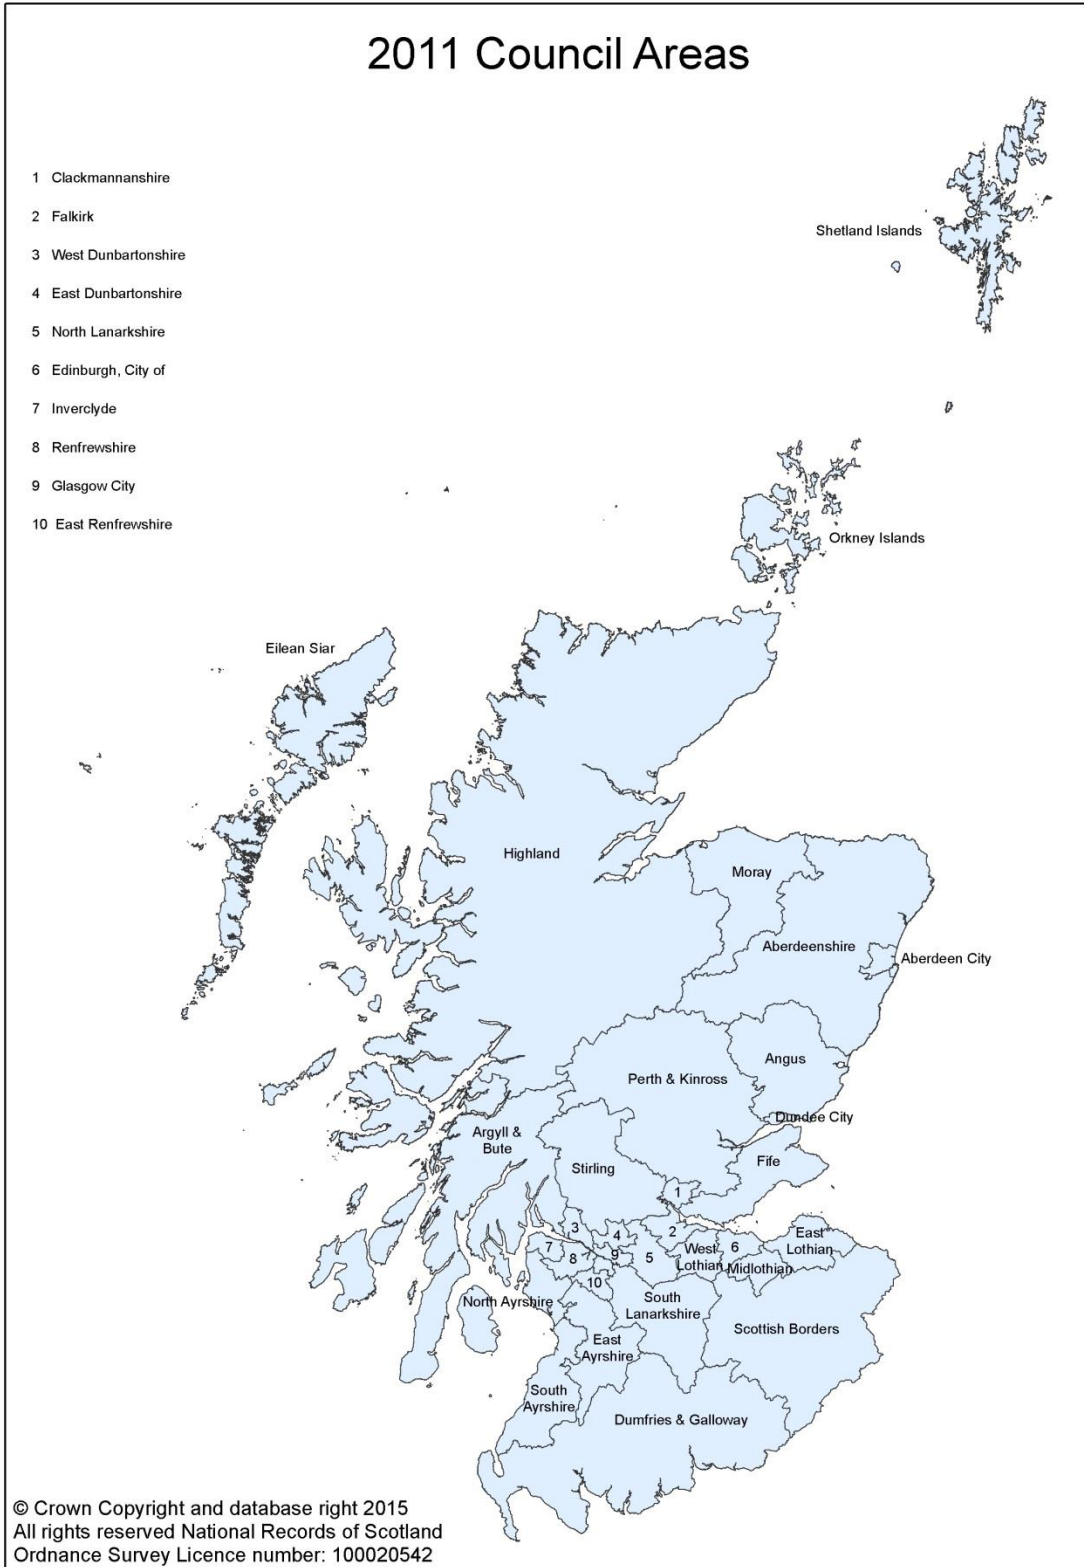 2011 Council Areas
1 Clackmannanshire
2 Falkirk
3 West Dunbartonshire
4 East Dunbartonshire
5 North Lanarkshire
6 Edinburgh, City of
7 Inverclyde
8 Renfrewshire
9 Glasgow City
10 East Renfrewshire
Shetland Islands
Orkney Islands
Eilean Siar
Highland
Moray
Aberdeenshire
Aberdeen City
Angus
Perth & Kinross
Dundee City
Argyll &
Bute
Stirling
Fife
1
2
3
4
5
6
7
8
9
10
West
Lothian
East
Lothian
Midlothian
North Ayrshire
South
Lanarkshire
Scottish Borders
East
Ayrshire
South
Ayrshire
Dumfries & Galloway
© Crown Copyright and database right 2015
All rights reserved National Records of Scotland
Ordnance Survey Licence number: 100020542